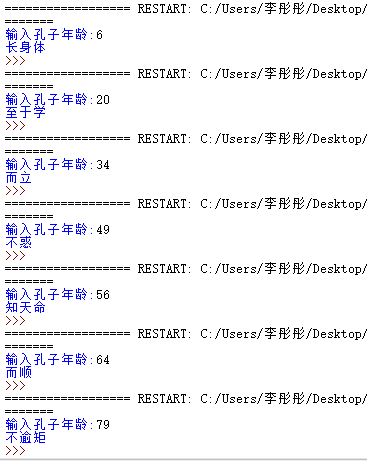 ================== RESTART: C:/Users/李彤彤/Desktop/
=======
输入孔子年龄:6
长身体
>>>
================== RESTART: C:/Users/李彤彤/Desktop/
=======
输入孔子年龄:20
至于学
>>>
================== RESTART: C:/Users/李彤彤/Desktop/
=======
输入孔子年龄:34
而立
>>>
================== RESTART: C:/Users/李彤彤/Desktop/
=======
输入孔子年龄:49
不惑
>>>
================== RESTART: C:/Users/李彤彤/Desktop/
=======
输入孔子年龄:56
知天命
>>>
================== RESTART: C:/Users/李彤彤/Desktop/
=======
输入孔子年龄:64
而顺
>>>
================== RESTART: C:/Users/李彤彤/Desktop/
=======
输入孔子年龄:79
不逾矩
>>>